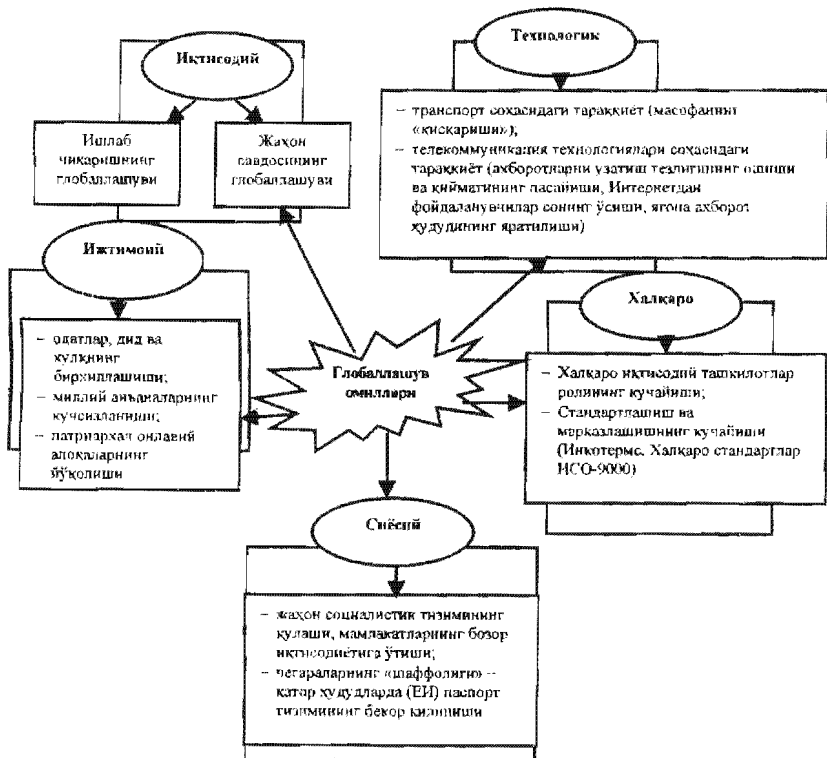 Иқтисодий
Ишлаб
чиқаришнинг
глобаллашуви
Жаҳон
савдосининг
глобаллашуви
Технологик
– транспорт соҳасидаги тараққиёт (масофанинг
«қисқариши»);
– телекоммуникация технологиялари соҳасидаги
тараққиёт (ахборотларни узатиш тезлигининг ошиши
ва қийматининг пасайиши, Интернетдан
фойдаланувчилар сонинг ўсиши, ягона ахборот
ҳудудининг яратилиши)
Ижтимоий
– одатлар, дид ва
хулқнинг
бирхиллашиши;
– миллий анъаналарнинг
кучсизланиши;
– патриархал оилавий
алоқаларнинг
йўқолиши
Глобаллашув
омиллари
Халқаро
– Халқаро иқтисодий ташкилотлар
ролининг кучайиши;
– Стандартлашиш ва
марказлашишнинг кучайиши
(Инкотермс, Халқаро стандартлар
ИСО-9000)
Сиёсий
– жаҳон социалистик тизимининг
қулаши, мамлакатларнинг бозор
иқтисодиётига ўтиши;
– чегараларнинг «шаффолиги» –
қатор ҳудудларда (ЕИ) паспорт
тизимининг бекор қилиниши